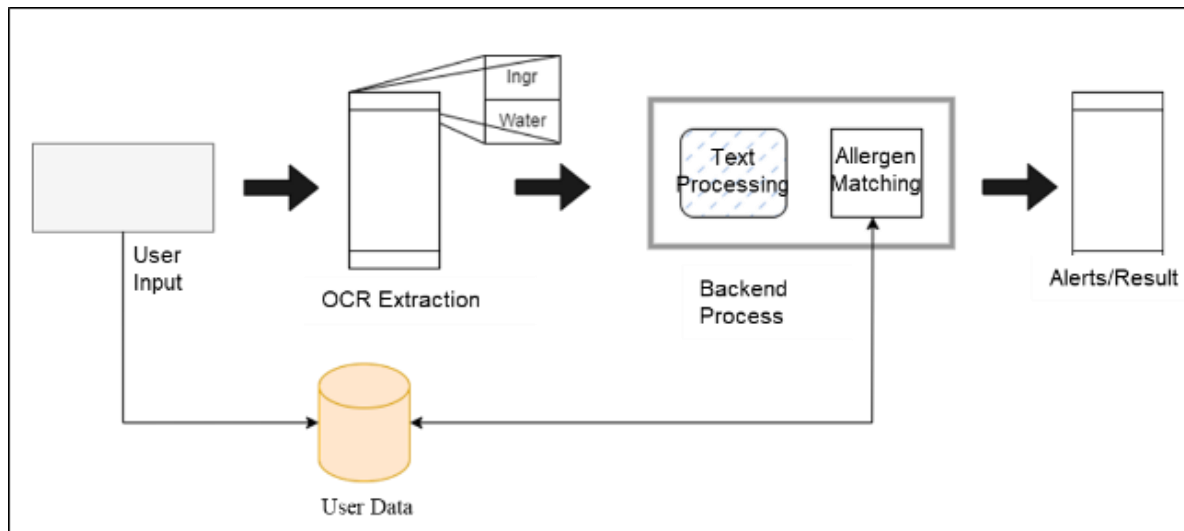 Ingr
Water
User
Input
OCR Extraction
Text
Processing
Allergen
Matching
Backend
Process
Alerts/Result
User Data